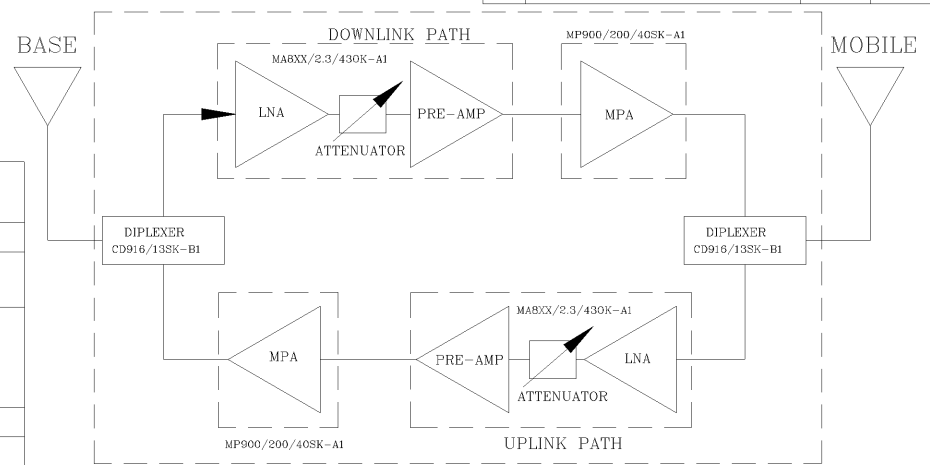 BASE
DOWNLINK PATH
MP900/200/40SK-A1
MOBILE
MA8XX/2.3/430K-A1
LNA
PRE-AMP
MPA
ATTENUATOR
DIPLEXER
CD916/13SK-B1
DIPLEXER
CD916/13SK-B1
MA8XX/2.3/430K-A1
MPA
PRE-AMP
LNA
ATTENUATOR
MP900/200/40SK-A1
UPLINK PATH